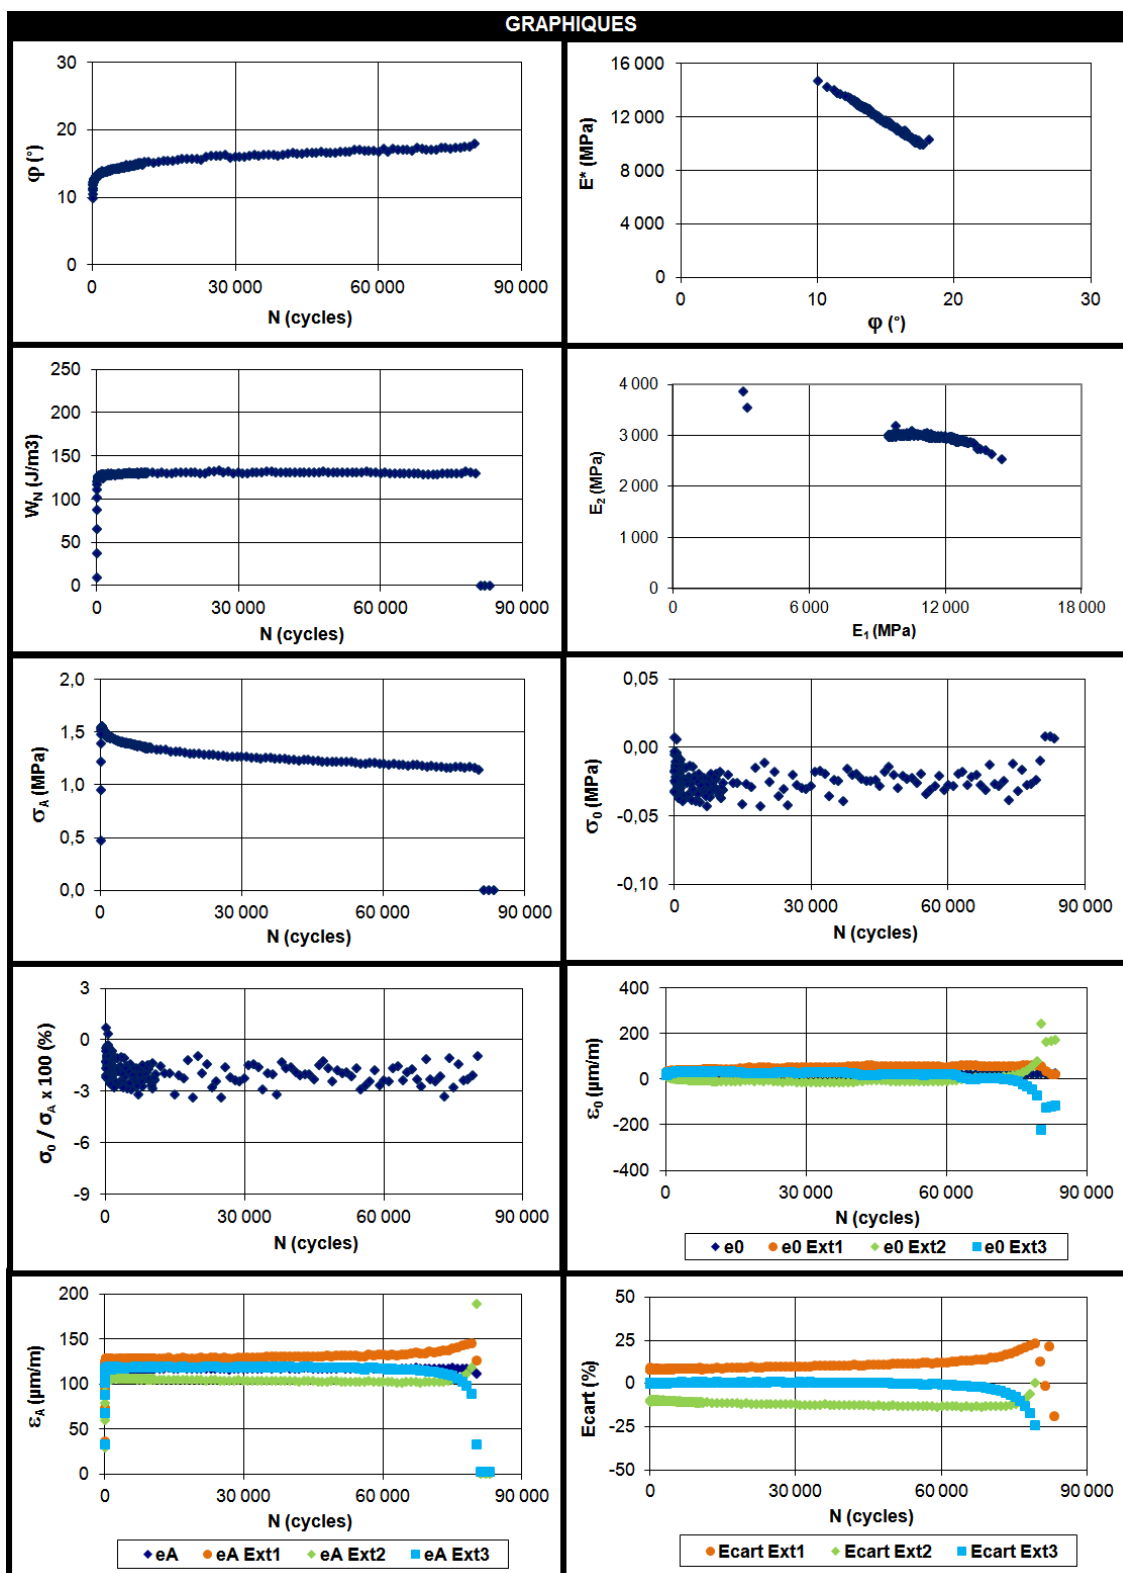 GRAPHIQUES
30
20
10
0
φ (°)
0 30 000 60 000 90 000
N (cycles)
16 000
12 000
8 000
4 000
0
E* (MPa)
0 10 20 30
φ (°)
250
200
150
100
50
0
W_N (J/m3)
0 30 000 60 000 90 000
N (cycles)
4 000
3 000
2 000
1 000
0
E₂ (MPa)
0 6 000 12 000 18 000
E₁ (MPa)
2,0
1,5
1,0
0,5
0,0
σ_A (MPa)
0 30 000 60 000 90 000
N (cycles)
0,05
0,00
-0,05
-0,10
σ₀ (MPa)
0 30 000 60 000 90 000
N (cycles)
3
0
-3
-6
-9
σ₀ / σ_A x 100 (%)
0 30 000 60 000 90 000
N (cycles)
400
200
0
-200
-400
ε₀ (µm/m)
0 30 000 60 000 90 000
N (cycles)
e0 e0 Ext1 e0 Ext2 e0 Ext3
200
150
100
50
0
ε_A (µm/m)
0 30 000 60 000 90 000
N (cycles)
eA eA Ext1 eA Ext2 eA Ext3
50
25
0
-25
-50
Ecart (%)
0 30 000 60 000 90 000
N (cycles)
Ecart Ext1 Ecart Ext2 Ecart Ext3